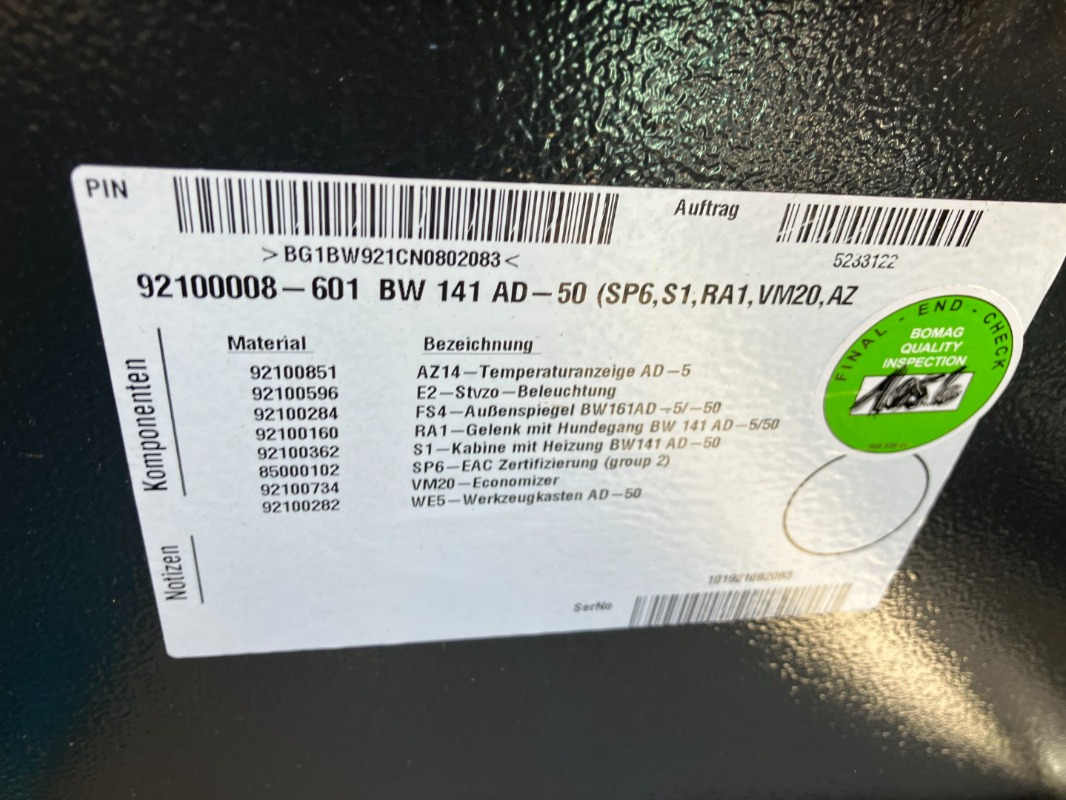 PIN
Auftrag
>BG1BW921CN0802083<
5233122
92100008-601 BW 141 AD-50 (SP6,S1,RA1,VM20,AZ
Komponenten
Material Bezeichnung
92100851 AZ14-Temperaturanzeige AD-5
92100596 E2-Stvzo-Beleuchtung
92100284 FS4-Außenspiegel BW161AD-5/-50
92100160 RA1-Gelenk mit Hundegang BW 141 AD-5/50
92100362 S1-Kabine mit Heizung BW141 AD-50
85000102 SP6-EAC Zertifizierung (group 2)
92100734 VM20-Economizer
92100282 WE5-Werkzeugkasten AD-50
Notizen
101921082083
SerNo
FINAL - END - CHECK
BOMAG
QUALITY
INSPECTION